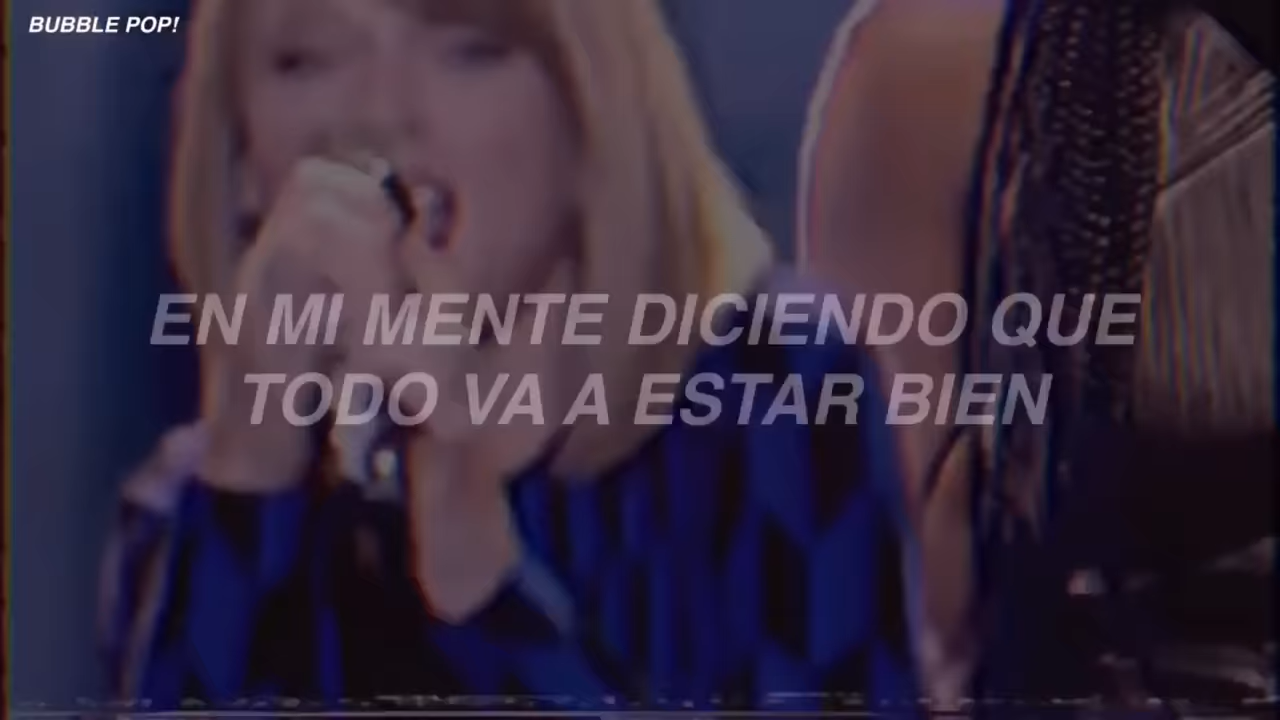 BUBBLE POP!
EN MI MENTE DICIENDO QUE
TODO VA A ESTAR BIEN